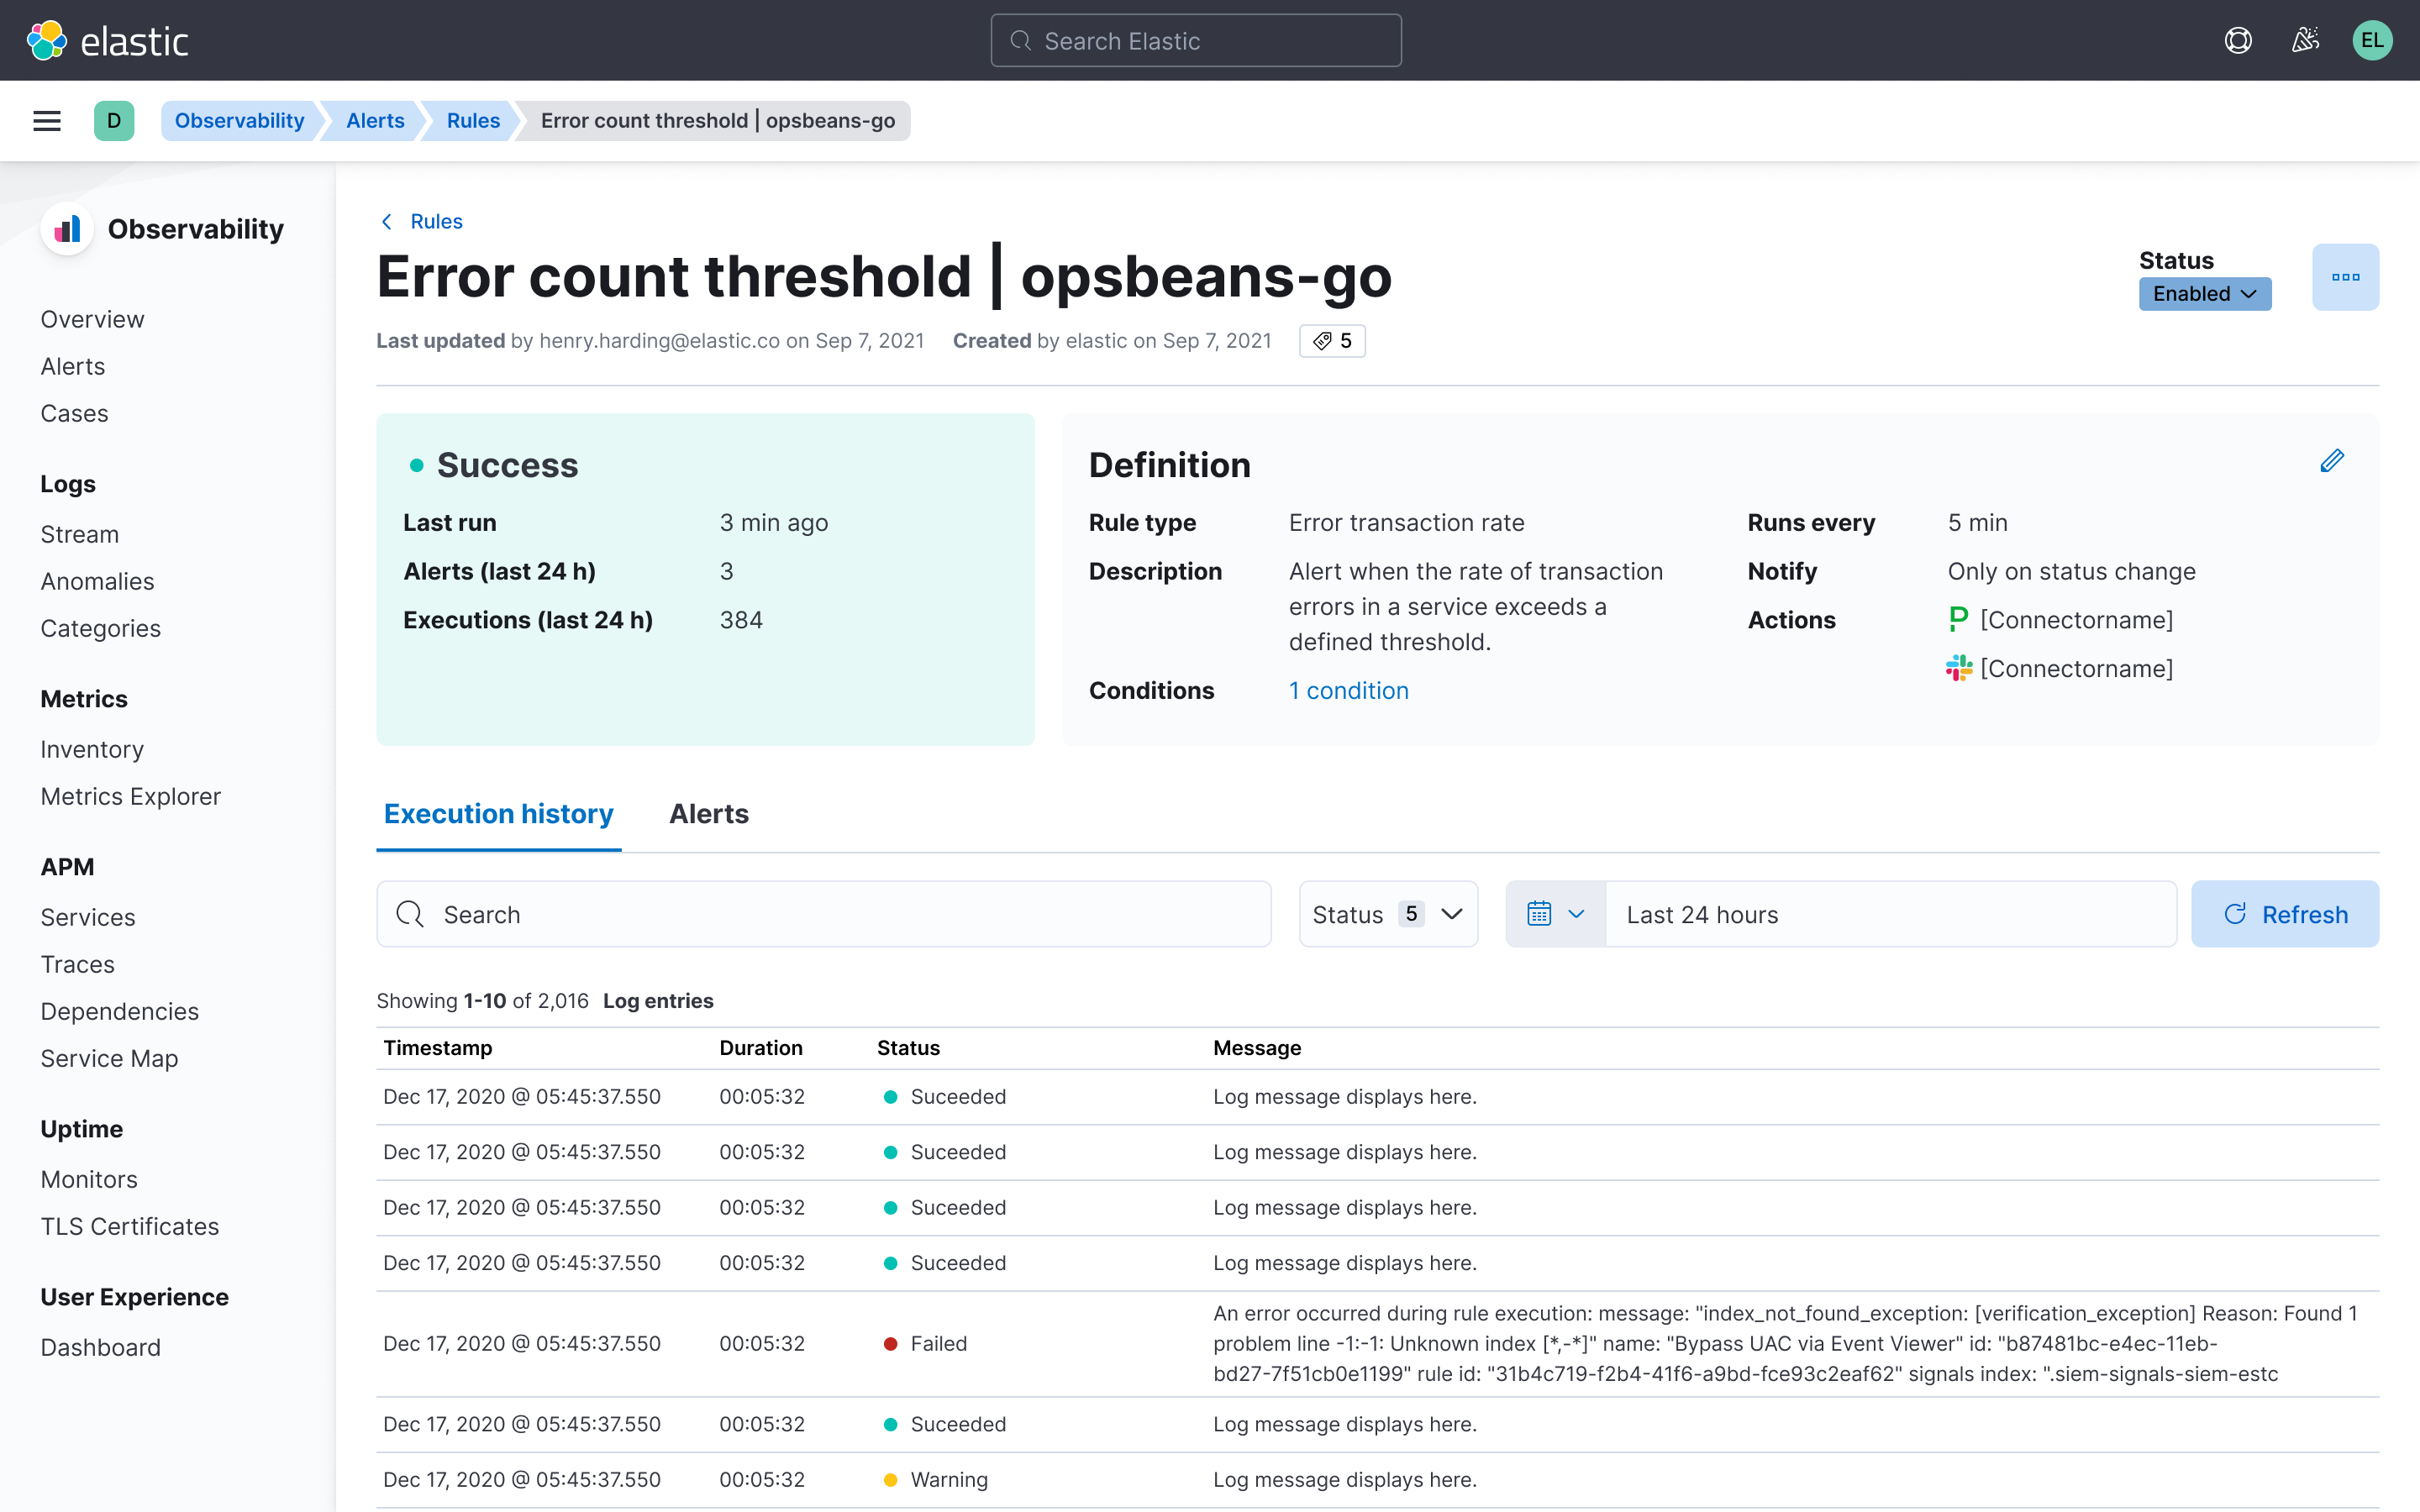 elastic
Search Elastic
EL
D
Observability
Alerts
Rules
Error count threshold | opsbeans-go
Observability
Overview
Alerts
Cases
Logs
Stream
Anomalies
Categories
Metrics
Inventory
Metrics Explorer
APM
Services
Traces
Dependencies
Service Map
Uptime
Monitors
TLS Certificates
User Experience
Dashboard
Rules
Error count threshold | opsbeans-go
Last updated by henry.harding@elastic.co on Sep 7, 2021 Created by elastic on Sep 7, 2021 5
Status
Enabled
Success
Last run 3 min ago
Alerts (last 24 h) 3
Executions (last 24 h) 384
Definition
Rule type Error transaction rate
Description Alert when the rate of transaction
errors in a service exceeds a
defined threshold.
Conditions 1 condition
Runs every 5 min
Notify Only on status change
Actions [Connectorname]
[Connectorname]
Execution history Alerts
Search
Status 5
Last 24 hours
Refresh
Showing 1-10 of 2,016 Log entries
Timestamp Duration Status Message
Dec 17, 2020 @ 05:45:37.550 00:05:32 Suceeded Log message displays here.
Dec 17, 2020 @ 05:45:37.550 00:05:32 Suceeded Log message displays here.
Dec 17, 2020 @ 05:45:37.550 00:05:32 Suceeded Log message displays here.
Dec 17, 2020 @ 05:45:37.550 00:05:32 Suceeded Log message displays here.
Dec 17, 2020 @ 05:45:37.550 00:05:32 Failed An error occurred during rule execution: message: "index_not_found_exception: [verification_exception] Reason: Found 1
problem line -1:-1: Unknown index [*,-*]" name: "Bypass UAC via Event Viewer" id: "b87481bc-e4ec-11eb-
bd27-7f51cb0e1199" rule id: "31b4c719-f2b4-41f6-a9bd-fce93c2eaf62" signals index: ".siem-signals-siem-estc
Dec 17, 2020 @ 05:45:37.550 00:05:32 Suceeded Log message displays here.
Dec 17, 2020 @ 05:45:37.550 00:05:32 Warning Log message displays here.